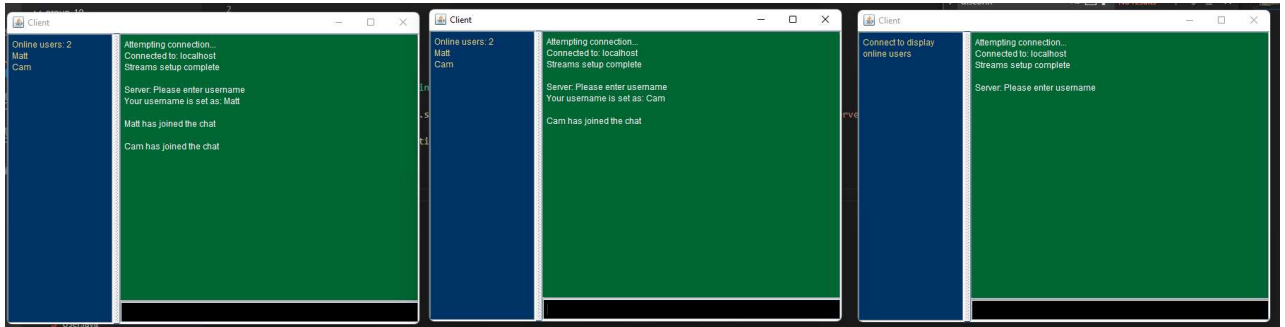 Client
Online users: 2
Matt
Cam
Attempting connection...
Connected to: localhost
Streams setup complete
Server: Please enter username
Your username is set as: Matt
Matt has joined the chat
Cam has joined the chat
Client
Online users: 2
Matt
Cam
Attempting connection...
Connected to: localhost
Streams setup complete
Server: Please enter username
Your username is set as: Cam
Cam has joined the chat
Client
Connect to display
online users
Attempting connection...
Connected to: localhost
Streams setup complete
Server: Please enter username